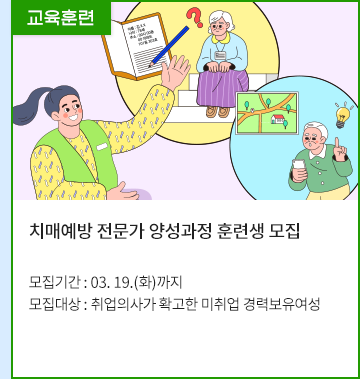 교육훈련
치매예방 전문가 양성과정 훈련생 모집
모집기간 : 03. 19.(화)까지
모집대상 : 취업의사가 확고한 미취업 경력보유여성